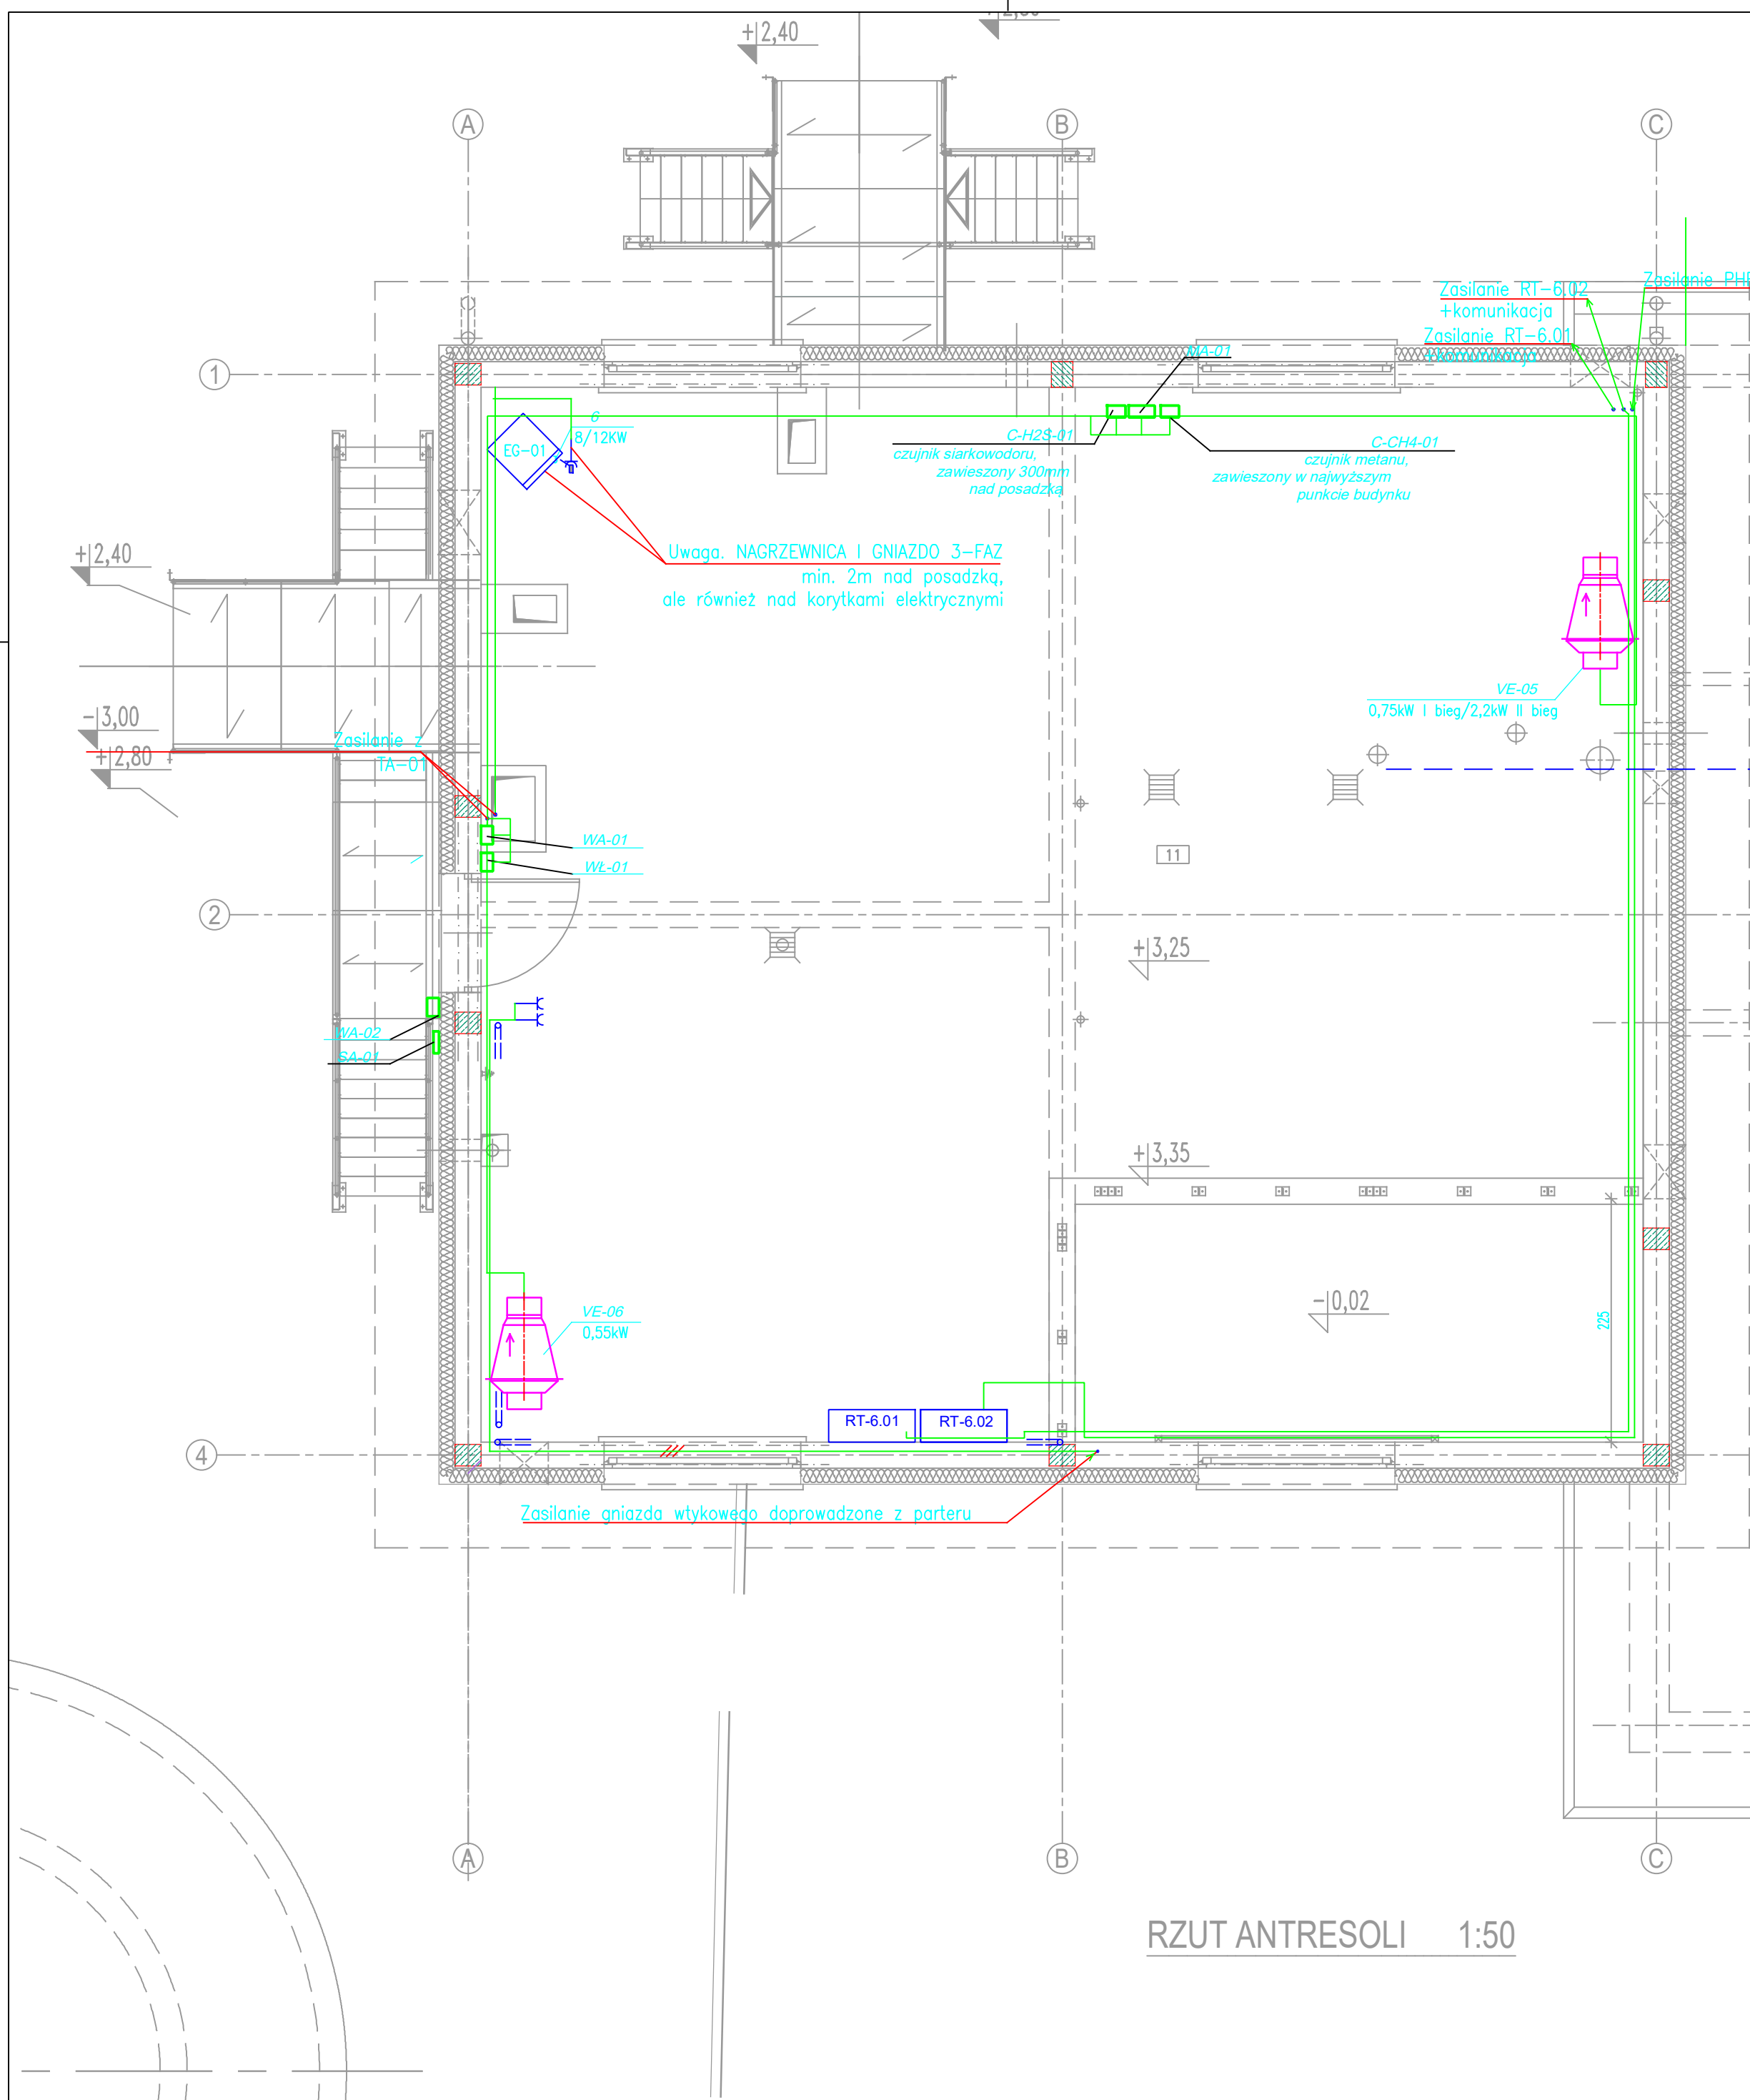 +2,40
A
B
C
Zasilanie RT-6.02
+komunikacja
Zasilanie RT-6.01
+komunikacja
Zasilanie
1
MA-01
6
8/12KW
EG-01
C-H2S-01
czujnik siarkowodoru,
zawieszony 300mm
nad posadzką
C-CH4-01
czujnik metanu,
zawieszony w najwyższym
punkcie budynku
Uwaga. NAGRZEWNICA I GNIAZDO 3-FAZ
min. 2m nad posadzką,
ale również nad korytkami elektrycznymi
+2,40
-3,00
+2,80
Zasilanie z
TA-01
VE-05
0,75kW I bieg/2,2kW II bieg
WA-01
WŁ-01
11
2
+3,25
WA-02
SA-01
+3,35
-0,02
225
VE-06
0,55kW
RT-6.01
RT-6.02
4
Zasilanie gniazda wtykowego doprowadzone z parteru
A
B
C
RZUT ANTRESOLI 1:50